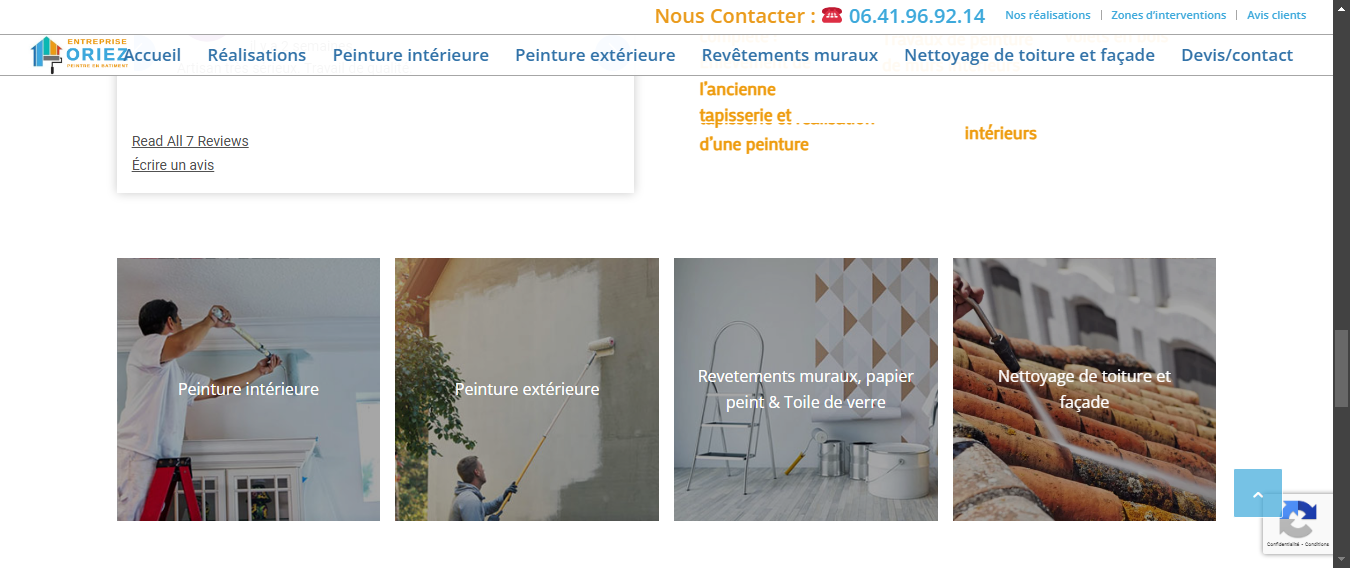 Nous Contacter : ☎ 06.41.96.92.14
Nos réalisations
Zones d'interventions
Avis clients
ENTREPRISE
ORIEZ
PEINTRE EN BATIMENT
Accueil
Réalisations
Peinture intérieure
Peinture extérieure
Revêtements muraux
Nettoyage de toiture et façade
Devis/contact
l'ancienne
tapisserie et
d'une peinture
intérieurs
Read All 7 Reviews
Écrire un avis
Peinture intérieure
Peinture extérieure
Revetements muraux, papier
peint & Toile de verre
Nettoyage de toiture et
façade
Confidentialité - Conditions